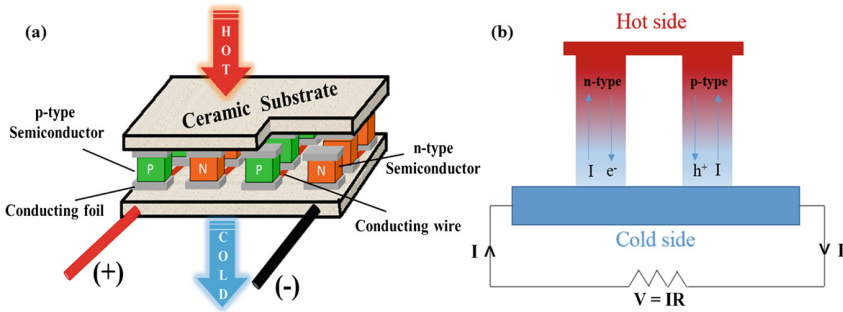 (a)
HOT
Ceramic Substrate
p-type
Semiconductor
P
N
P
N
n-type
Semiconductor
Conducting foil
Conducting wire
(+)
COLD
(-)
(b)
Hot side
n-type
p-type
I
e-
h+
I
Cold side
I
I
V = IR